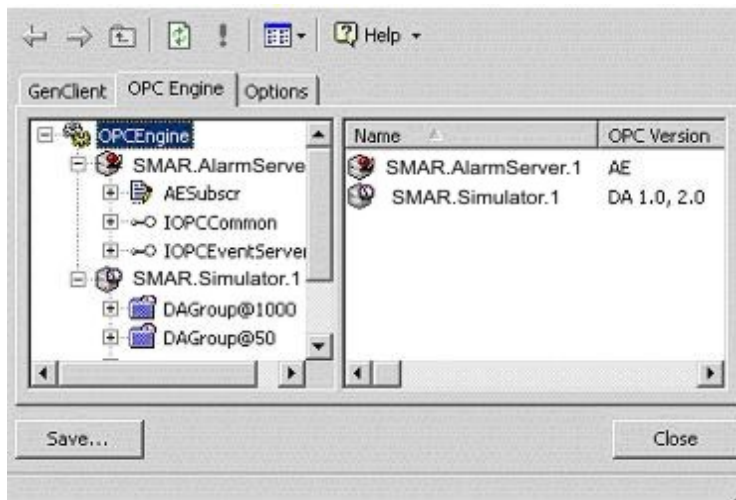 Help
GenClient OPC Engine Options
OPCEngine
SMAR.AlarmServe
AESubscr
IOPCCommon
IOPCEventServer
SMAR.Simulator.1
DAGroup@1000
DAGroup@50
Name OPC Version
SMAR.AlarmServer.1 AE
SMAR.Simulator.1 DA 1.0, 2.0
Save... Close